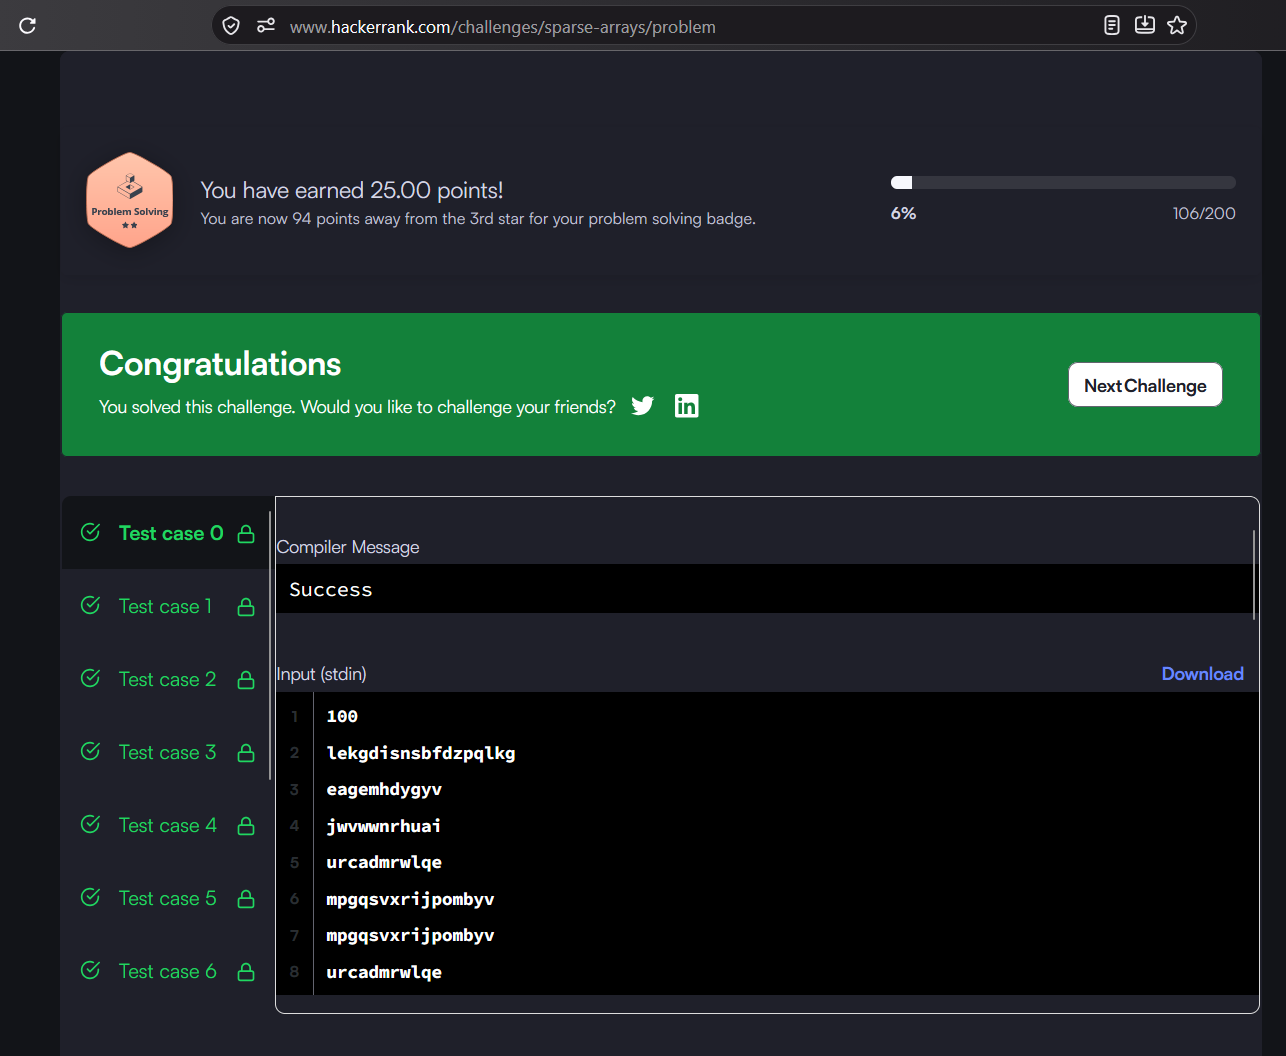 www.hackerrank.com/challenges/sparse-arrays/problem
Problem Solving
You have earned 25.00 points!
You are now 94 points away from the 3rd star for your problem solving badge.
6%
106/200
Congratulations
You solved this challenge. Would you like to challenge your friends?
Next Challenge
Test case 0
Test case 1
Test case 2
Test case 3
Test case 4
Test case 5
Test case 6
Compiler Message
Success
Input (stdin)
Download
1 100
2 lekgdisnsbfdzpqlkg
3 eagemhdygyv
4 jwvwwnrhuai
5 urcadmrwlqe
6 mpgqsvxrijpombyv
7 mpgqsvxrijpombyv
8 urcadmrwlqe